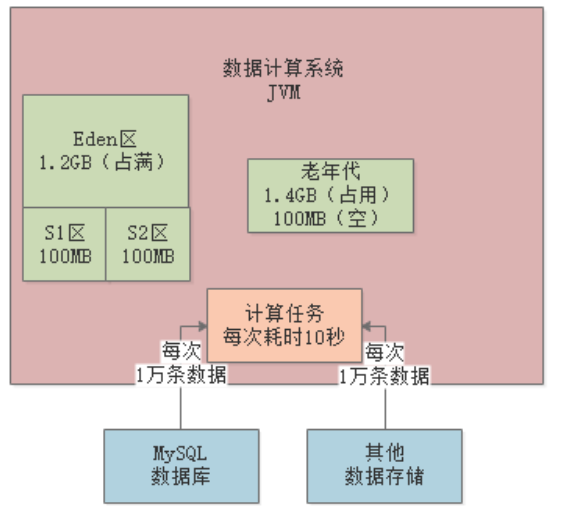 数据计算系统
JVM
Eden区
1.2GB（占满）
S1区
100MB
S2区
100MB
老年代
1.4GB（占用）
100MB（空）
计算任务
每次耗时10秒
每次
1万条数据
每次
1万条数据
MySQL
数据库
其他
数据存储